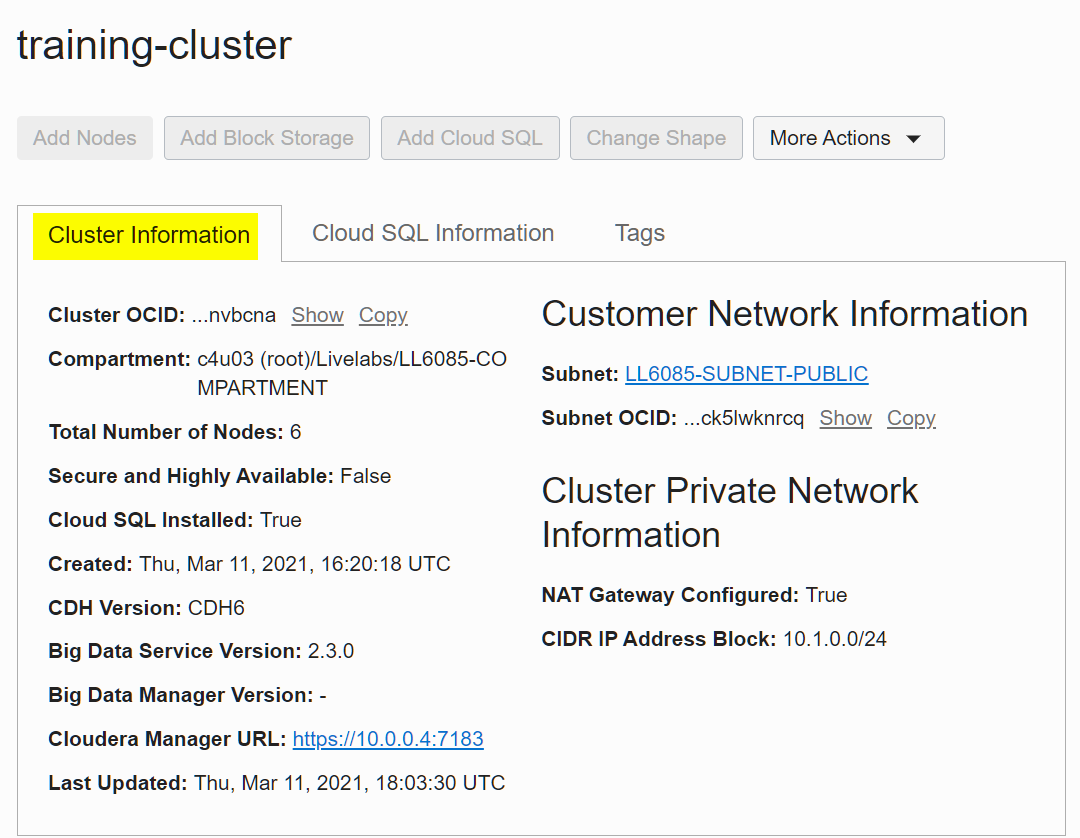 training-cluster
Add Nodes
Add Block Storage
Add Cloud SQL
Change Shape
More Actions
Cluster Information
Cloud SQL Information
Tags
Cluster OCID: ...nvbcna Show Copy
Compartment: c4u03 (root)/Livelabs/LL6085-CO
MPARTMENT
Total Number of Nodes: 6
Secure and Highly Available: False
Cloud SQL Installed: True
Created: Thu, Mar 11, 2021, 16:20:18 UTC
CDH Version: CDH6
Big Data Service Version: 2.3.0
Big Data Manager Version: -
Cloudera Manager URL: https://10.0.0.4:7183
Last Updated: Thu, Mar 11, 2021, 18:03:30 UTC
Customer Network Information
Subnet: LL6085-SUBNET-PUBLIC
Subnet OCID: ...ck5lwknrcq Show Copy
Cluster Private Network
Information
NAT Gateway Configured: True
CIDR IP Address Block: 10.1.0.0/24